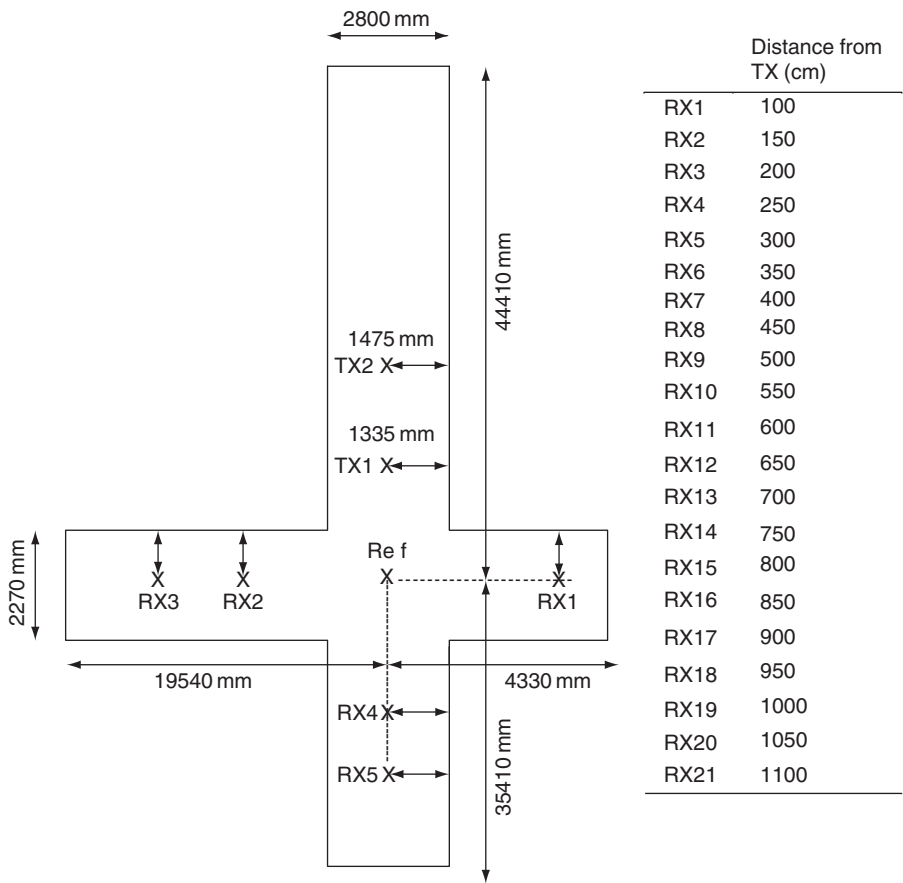 2800 mm
44410 mm
1475 mm
TX2 X
1335 mm
TX1 X
2270 mm
Re f
X
X
X
X
RX3
RX2
RX1
19540 mm
4330 mm
RX4 X
RX5 X
35410 mm
Distance from
TX (cm)
RX1 100
RX2 150
RX3 200
RX4 250
RX5 300
RX6 350
RX7 400
RX8 450
RX9 500
RX10 550
RX11 600
RX12 650
RX13 700
RX14 750
RX15 800
RX16 850
RX17 900
RX18 950
RX19 1000
RX20 1050
RX21 1100